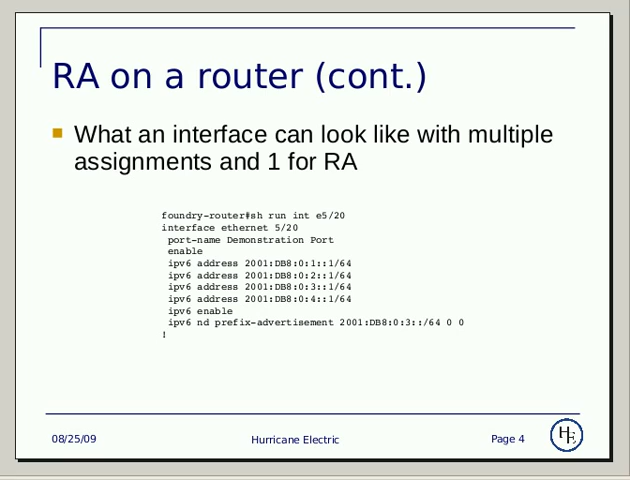 RA on a router (cont.)
What an interface can look like with multiple
assignments and 1 for RA
foundry-router#sh run int e5/20
interface ethernet 5/20
port-name Demonstration Port
enable
ipv6 address 2001:DB8:0:1::1/64
ipv6 address 2001:DB8:0:2::1/64
ipv6 address 2001:DB8:0:3::1/64
ipv6 address 2001:DB8:0:4::1/64
ipv6 enable
ipv6 nd prefix-advertisement 2001:DB8:0:3::/64 0 0
!
08/25/09
Hurricane Electric
Page 4
HE